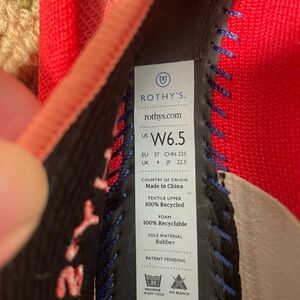 ROTHY'S.
rothys.com
US W6.5
EU 37 CHN 235
UK 4 JP 22.5
COUNTRY OF ORIGIN
Made in China
TEXTILE UPPER
100% Recycled
FOAM
100% Recyclable
SOLE MATERIAL
Rubber
PATENT PENDING
MACHINE
WASH COLD
NO BLEACH